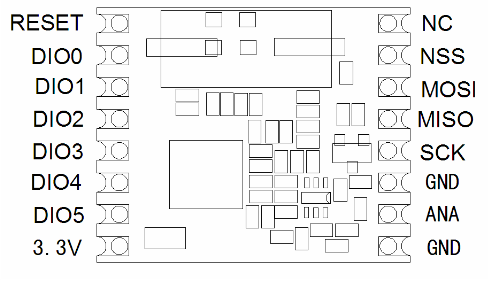 RESET NC
DIO0 NSS
DIO1 MOSI
DIO2 MISO
DIO3 SCK
DIO4 GND
DIO5 ANA
3.3V GND